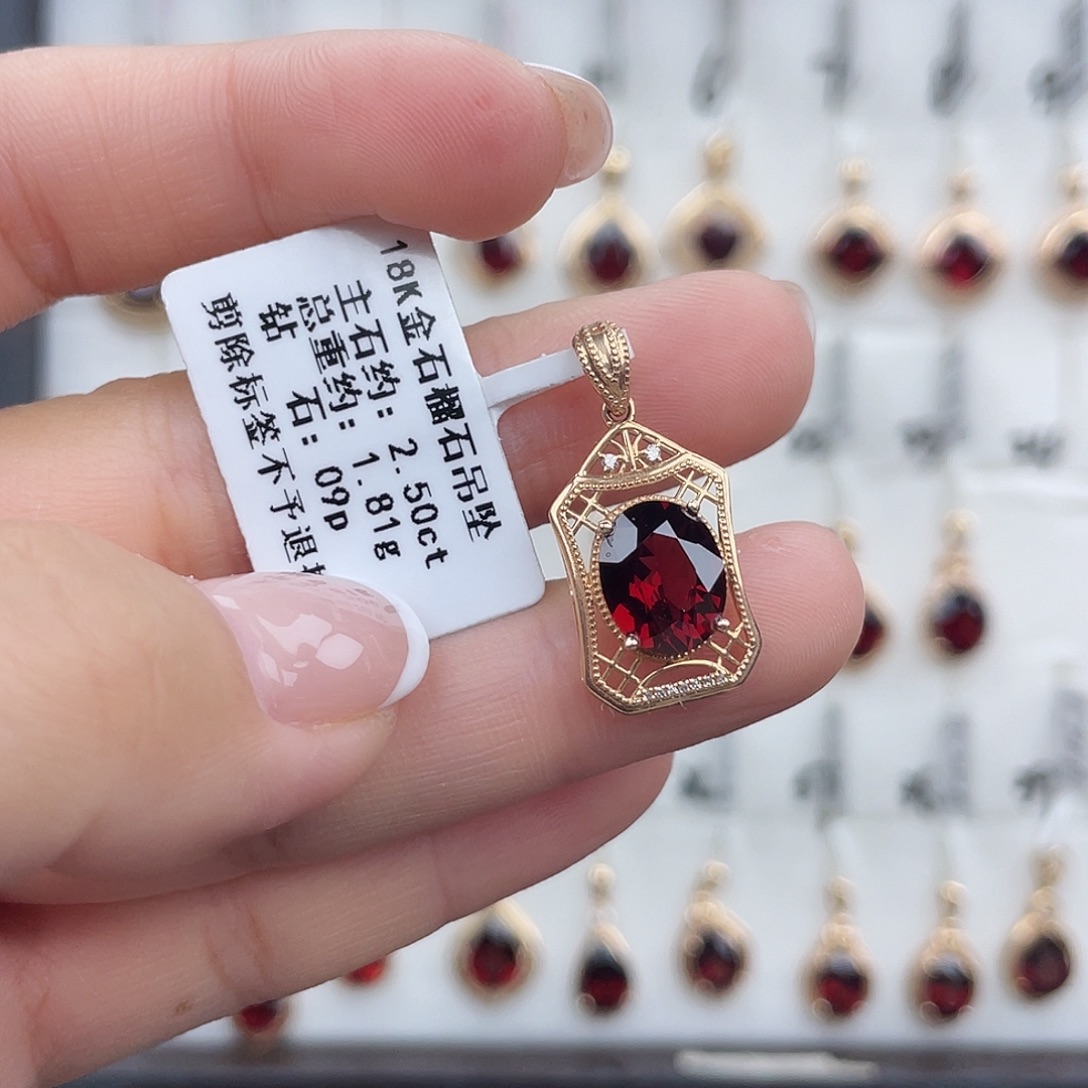 18K金石榴石吊坠
主石约: 2.50ct
总重约: 1.81g
钻 石: 09p
剪除标签不予退